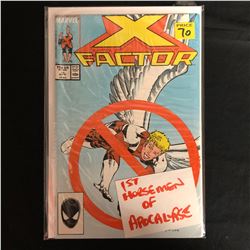 MARVEL
PRICE
70
X
FACTOR
1ST
HORSEMEN
OF
APOCALYPSE